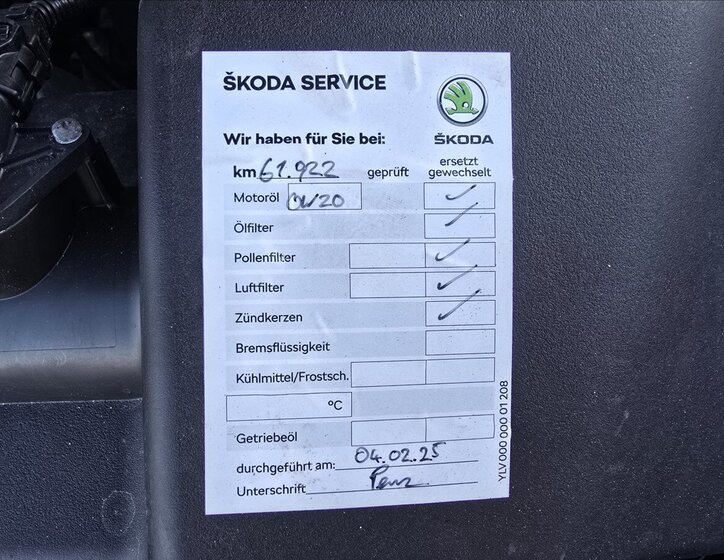 ŠKODA SERVICE
ŠKODA
Wir haben für Sie bei:
km 61.922 geprüft ersetzt gewechselt
Motoröl 0W20 ✓
Ölfilter ✓
Pollenfilter ✓
Luftfilter ✓
Zündkerzen ✓
Bremsflüssigkeit
Kühlmittel/Frostsch.
°C
Getriebeöl
durchgeführt am: 04.02.25
Unterschrift
YLV 000 000 01 208